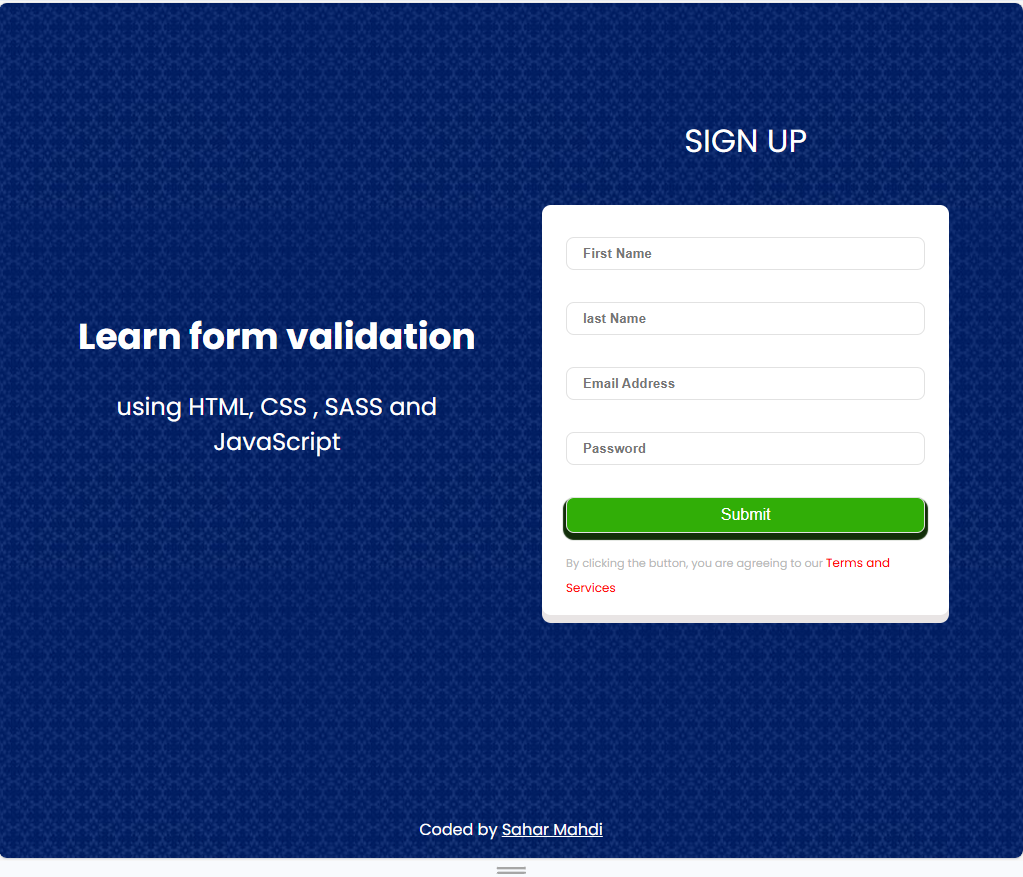 Learn form validation
using HTML, CSS , SASS and
JavaScript
SIGN UP
First Name
last Name
Email Address
Password
Submit
By clicking the button, you are agreeing to our Terms and
Services
Coded by Sahar Mahdi